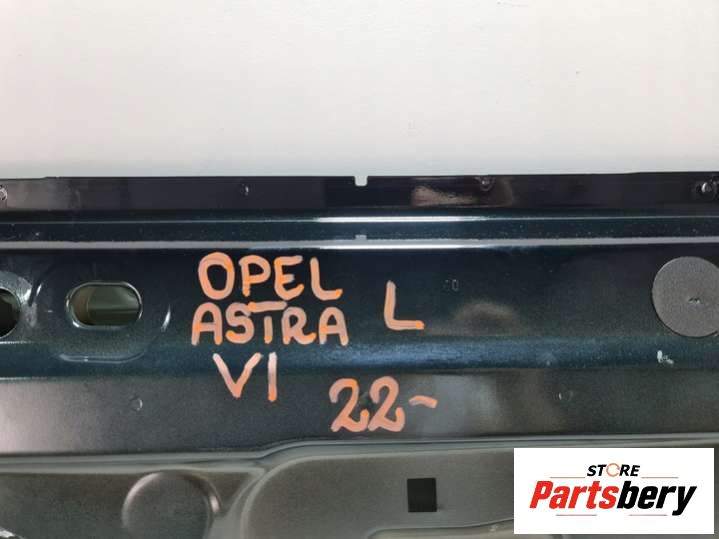 OPEL
ASTRA L
VI
22-
STORE
Partsbery